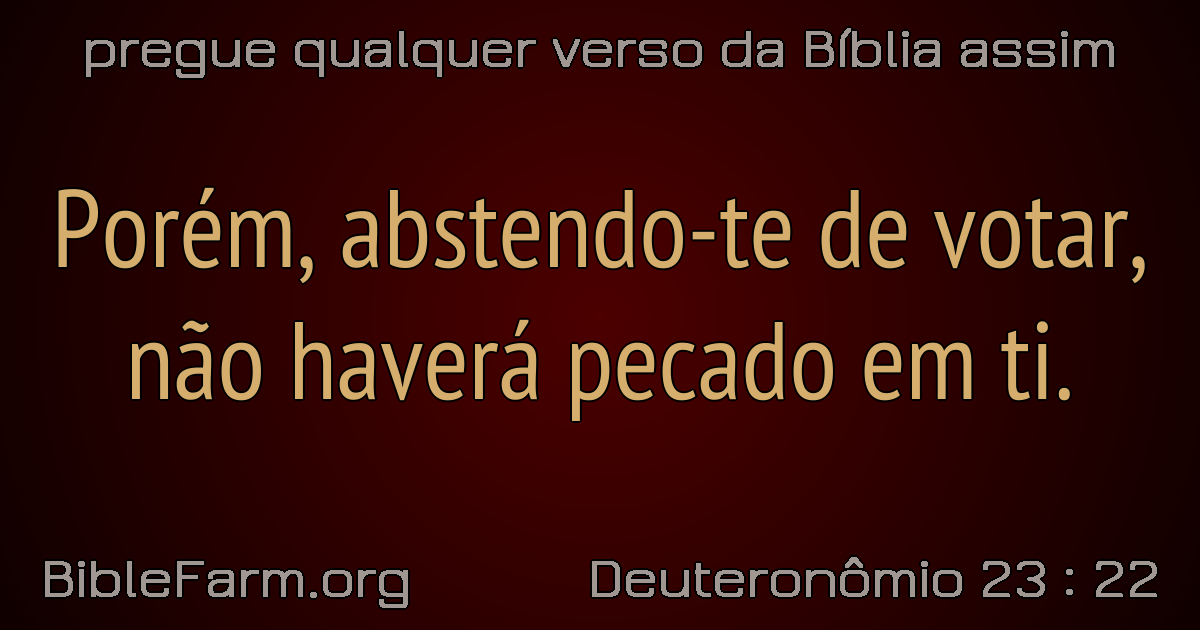 pregue qualquer verso da Bíblia assim
Porém, abstendo-te de votar,
não haverá pecado em ti.
BibleFarm.org
Deuteronômio 23 : 22